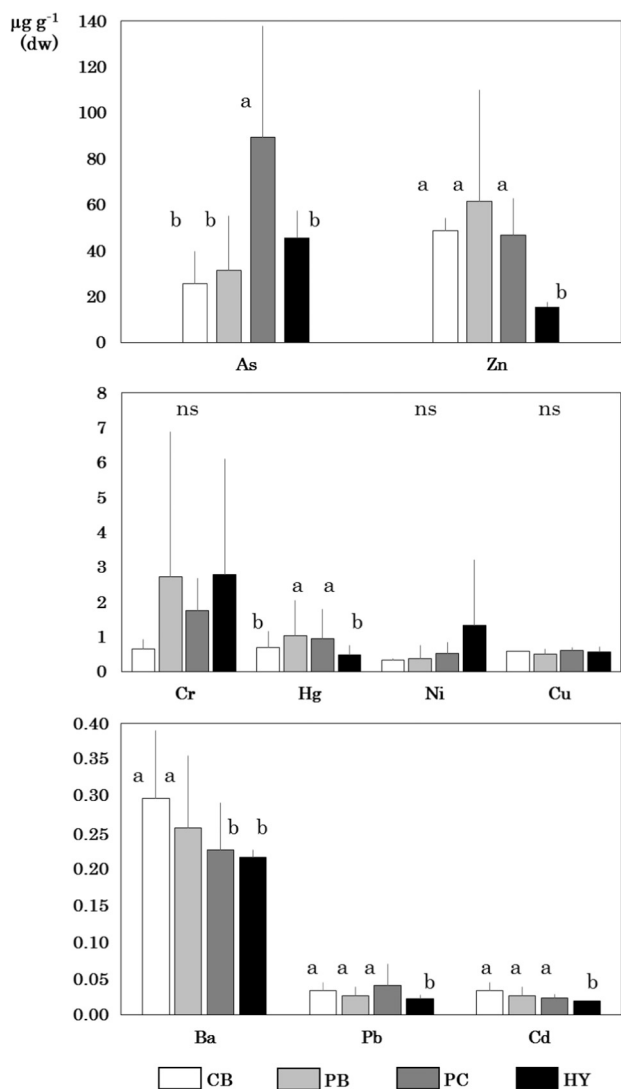 µg g⁻¹
(dw)
140
120
100
80
60
40
20
0
a
b b b
a a a
b
As Zn
8
7
6
5
4
3
2
1
0
ns ns ns
a a
b b
Cr Hg Ni Cu
0.40
0.35
0.30
0.25
0.20
0.15
0.10
0.05
0.00
a a
b b
a a a b
a a a b
Ba Pb Cd
CB PB PC HY